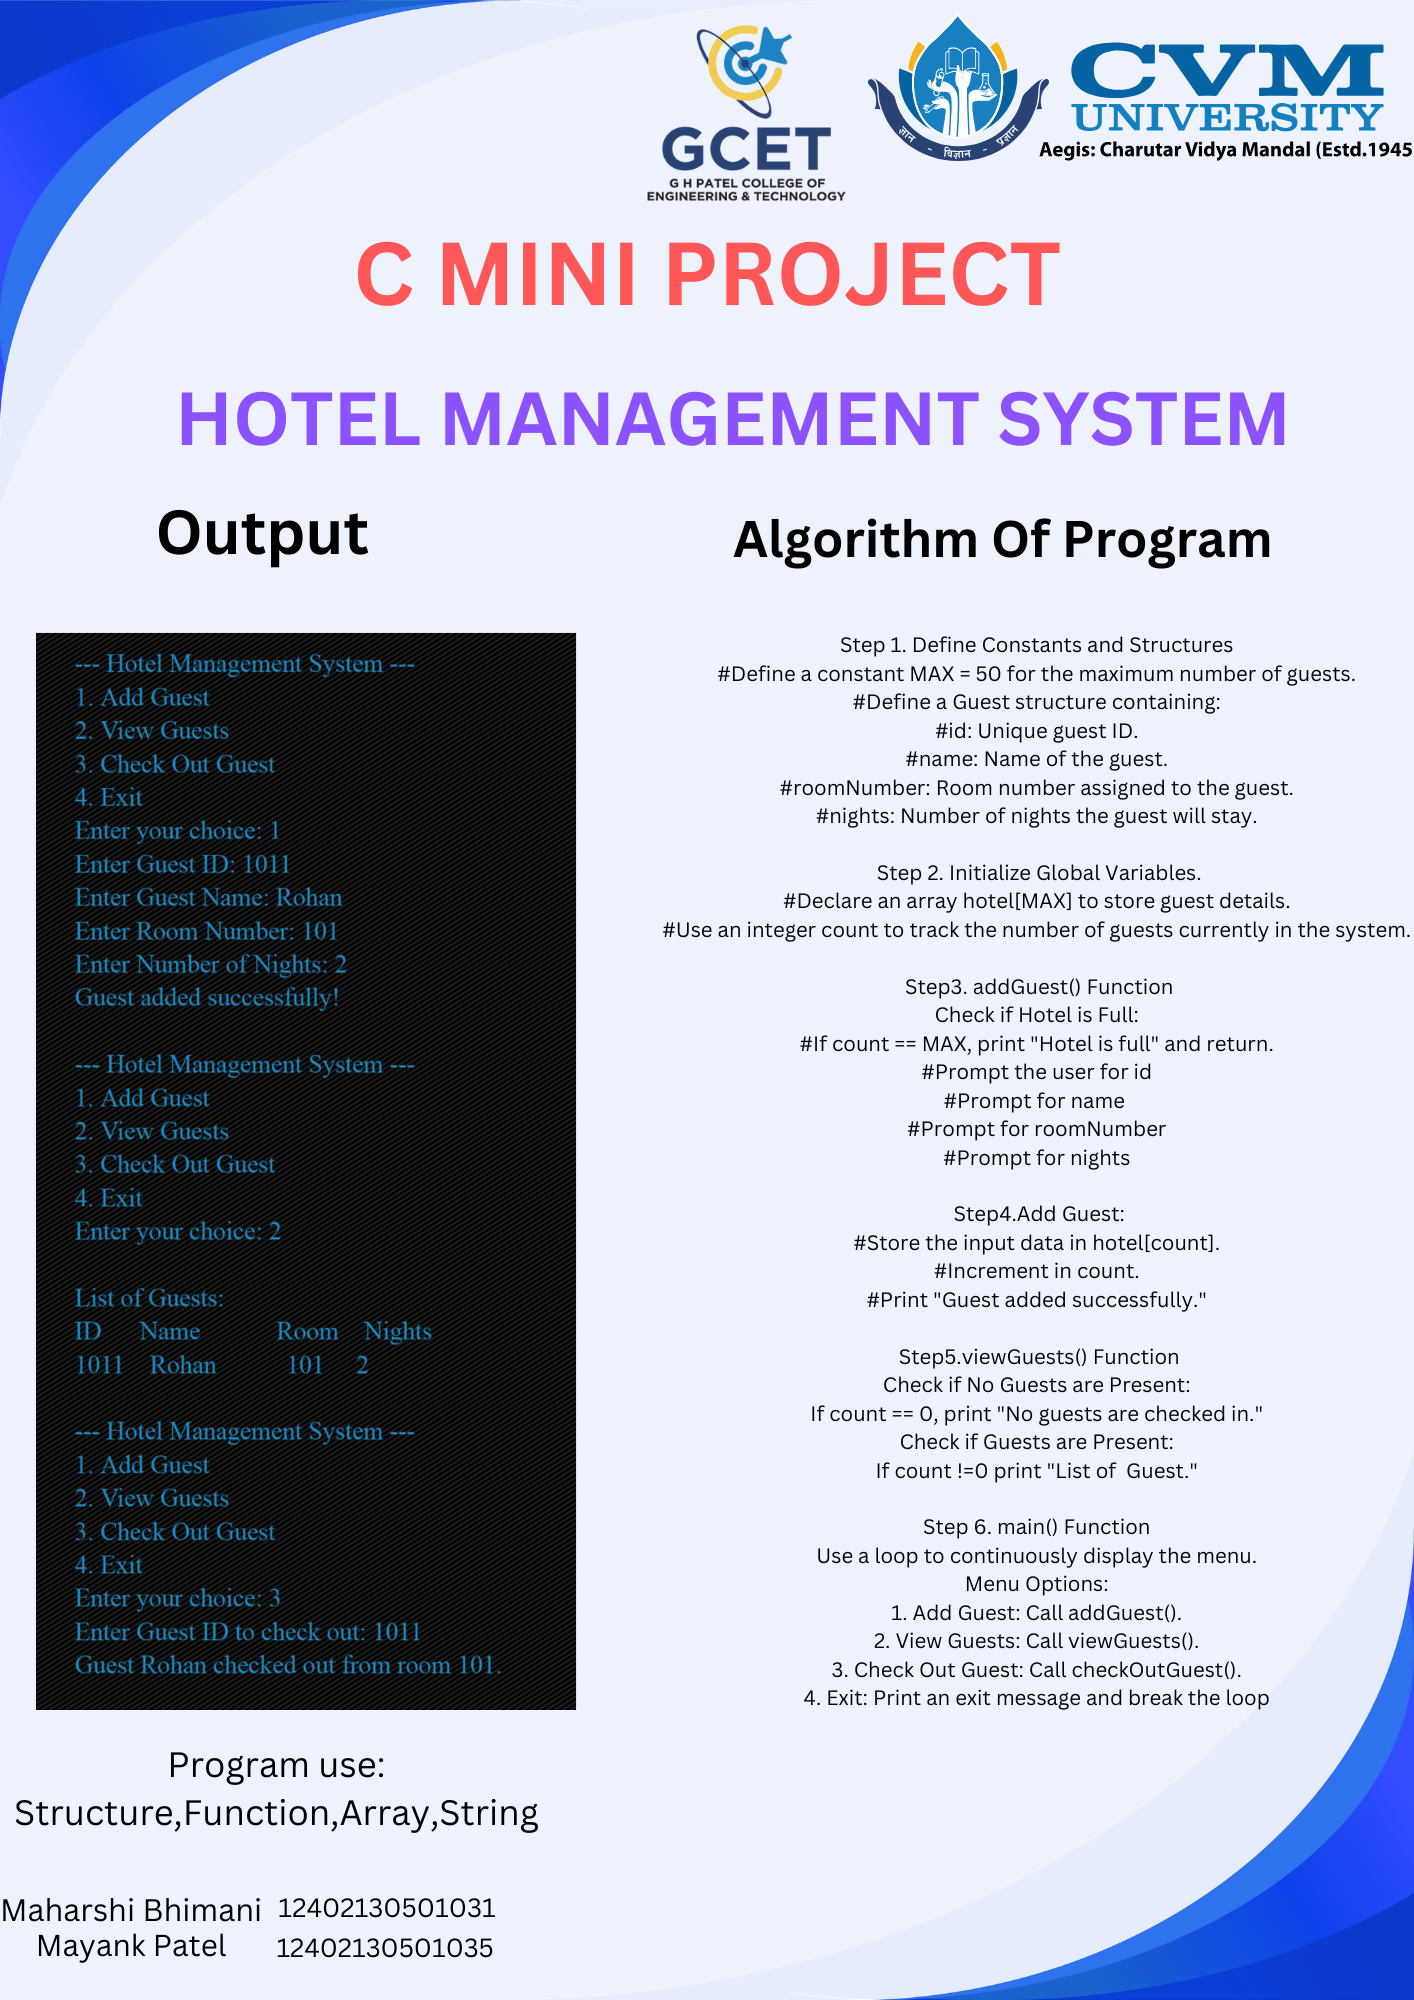 GCET
G H PATEL COLLEGE OF
ENGINEERING & TECHNOLOGY
ज्ञान - विज्ञान - प्रज्ञान
CVM
UNIVERSITY
Aegis: Charutar Vidya Mandal (Estd.1945
C MINI PROJECT
HOTEL MANAGEMENT SYSTEM
Output
--- Hotel Management System ---
1. Add Guest
2. View Guests
3. Check Out Guest
4. Exit
Enter your choice: 1
Enter Guest ID: 1011
Enter Guest Name: Rohan
Enter Room Number: 101
Enter Number of Nights: 2
Guest added successfully!
--- Hotel Management System ---
1. Add Guest
2. View Guests
3. Check Out Guest
4. Exit
Enter your choice: 2
List of Guests:
ID Name Room Nights
1011 Rohan 101 2
--- Hotel Management System ---
1. Add Guest
2. View Guests
3. Check Out Guest
4. Exit
Enter your choice: 3
Enter Guest ID to check out: 1011
Guest Rohan checked out from room 101.
Algorithm Of Program
Step 1. Define Constants and Structures
#Define a constant MAX = 50 for the maximum number of guests.
#Define a Guest structure containing:
#id: Unique guest ID.
#name: Name of the guest.
#roomNumber: Room number assigned to the guest.
#nights: Number of nights the guest will stay.
Step 2. Initialize Global Variables.
#Declare an array hotel[MAX] to store guest details.
#Use an integer count to track the number of guests currently in the system.
Step3. addGuest() Function
Check if Hotel is Full:
#If count == MAX, print "Hotel is full" and return.
#Prompt the user for id
#Prompt for name
#Prompt for roomNumber
#Prompt for nights
Step4.Add Guest:
#Store the input data in hotel[count].
#Increment in count.
#Print "Guest added successfully."
Step5.viewGuests() Function
Check if No Guests are Present:
If count == 0, print "No guests are checked in."
Check if Guests are Present:
If count !=0 print "List of  Guest."
Step 6. main() Function
Use a loop to continuously display the menu.
Menu Options:
1. Add Guest: Call addGuest().
2. View Guests: Call viewGuests().
3. Check Out Guest: Call checkOutGuest().
4. Exit: Print an exit message and break the loop
Program use:
Structure,Function,Array,String
Maharshi Bhimani 12402130501031
Mayank Patel 12402130501035